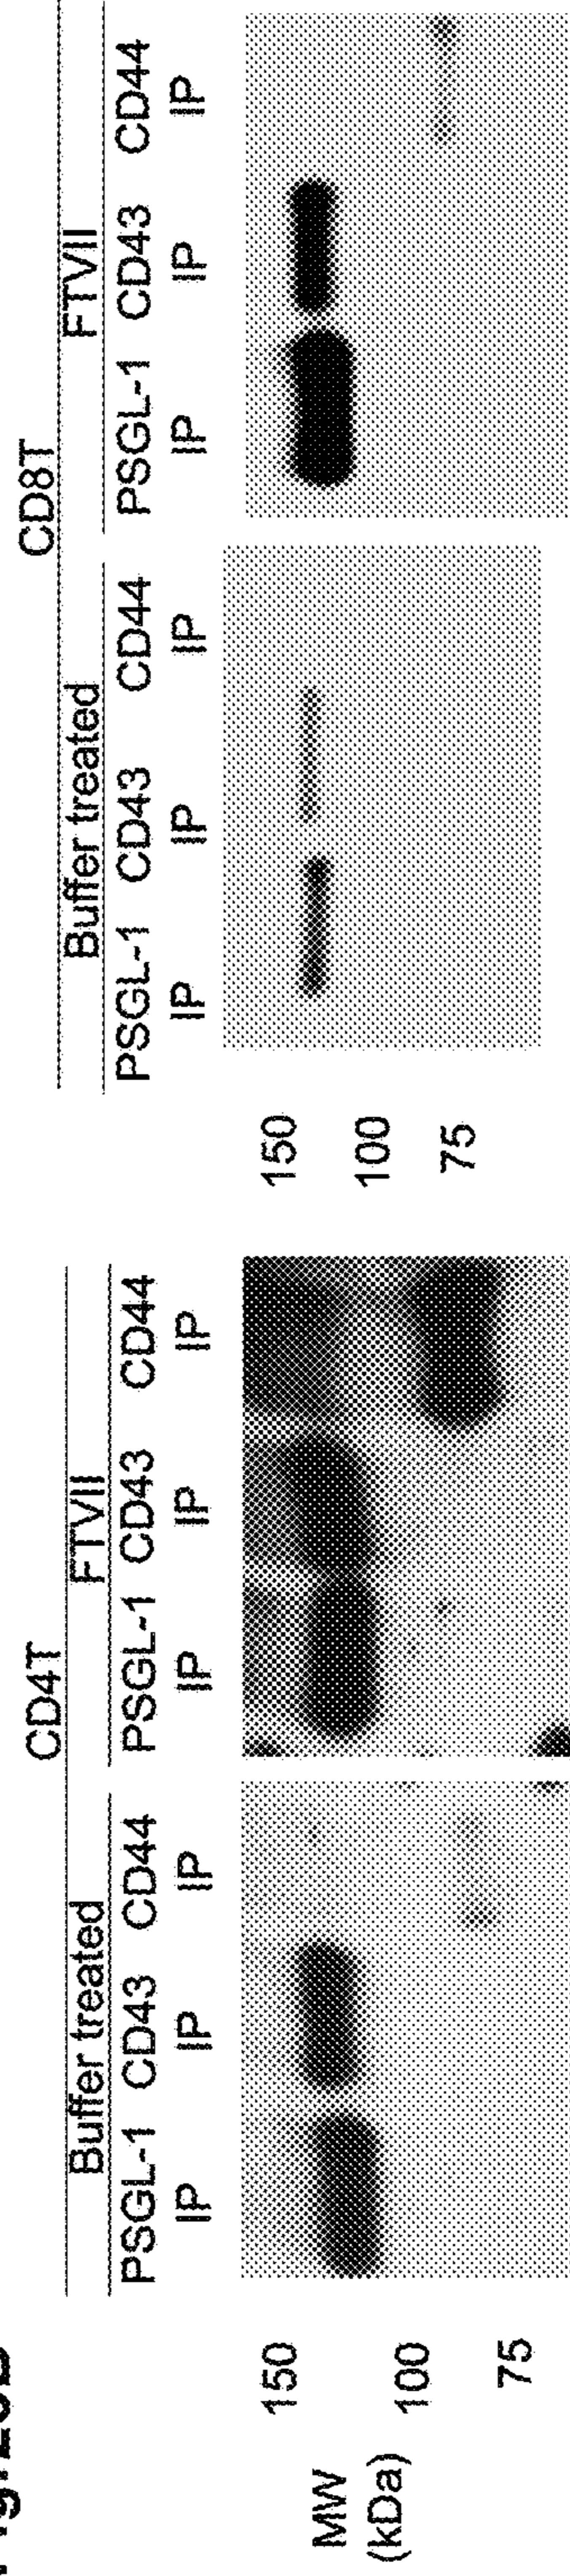 CD4T CD8T
Buffer treated FTVII Buffer treated FTVII
PSGL-1 CD43 CD44 PSGL-1 CD43 CD44 PSGL-1 CD43 CD44 PSGL-1 CD43 CD44
IP IP IP IP IP IP IP IP IP IP IP IP
150 150
MW
(kDa)
100 100
75 75